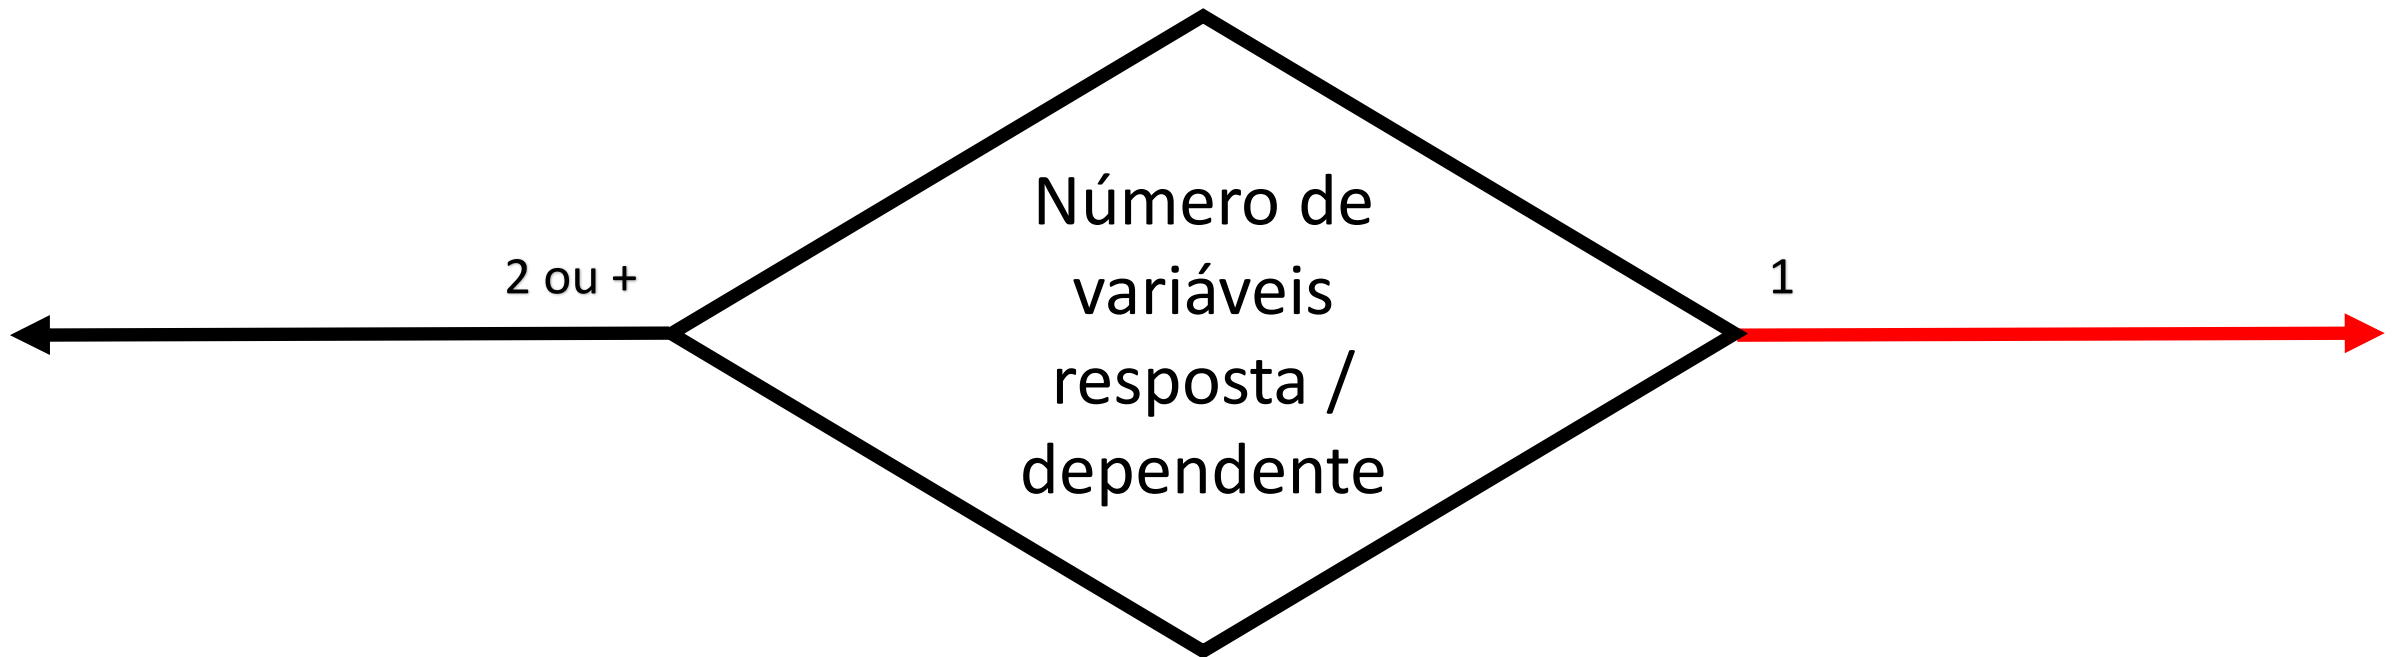 Número de
variáveis
resposta /
dependente
2 ou +
1